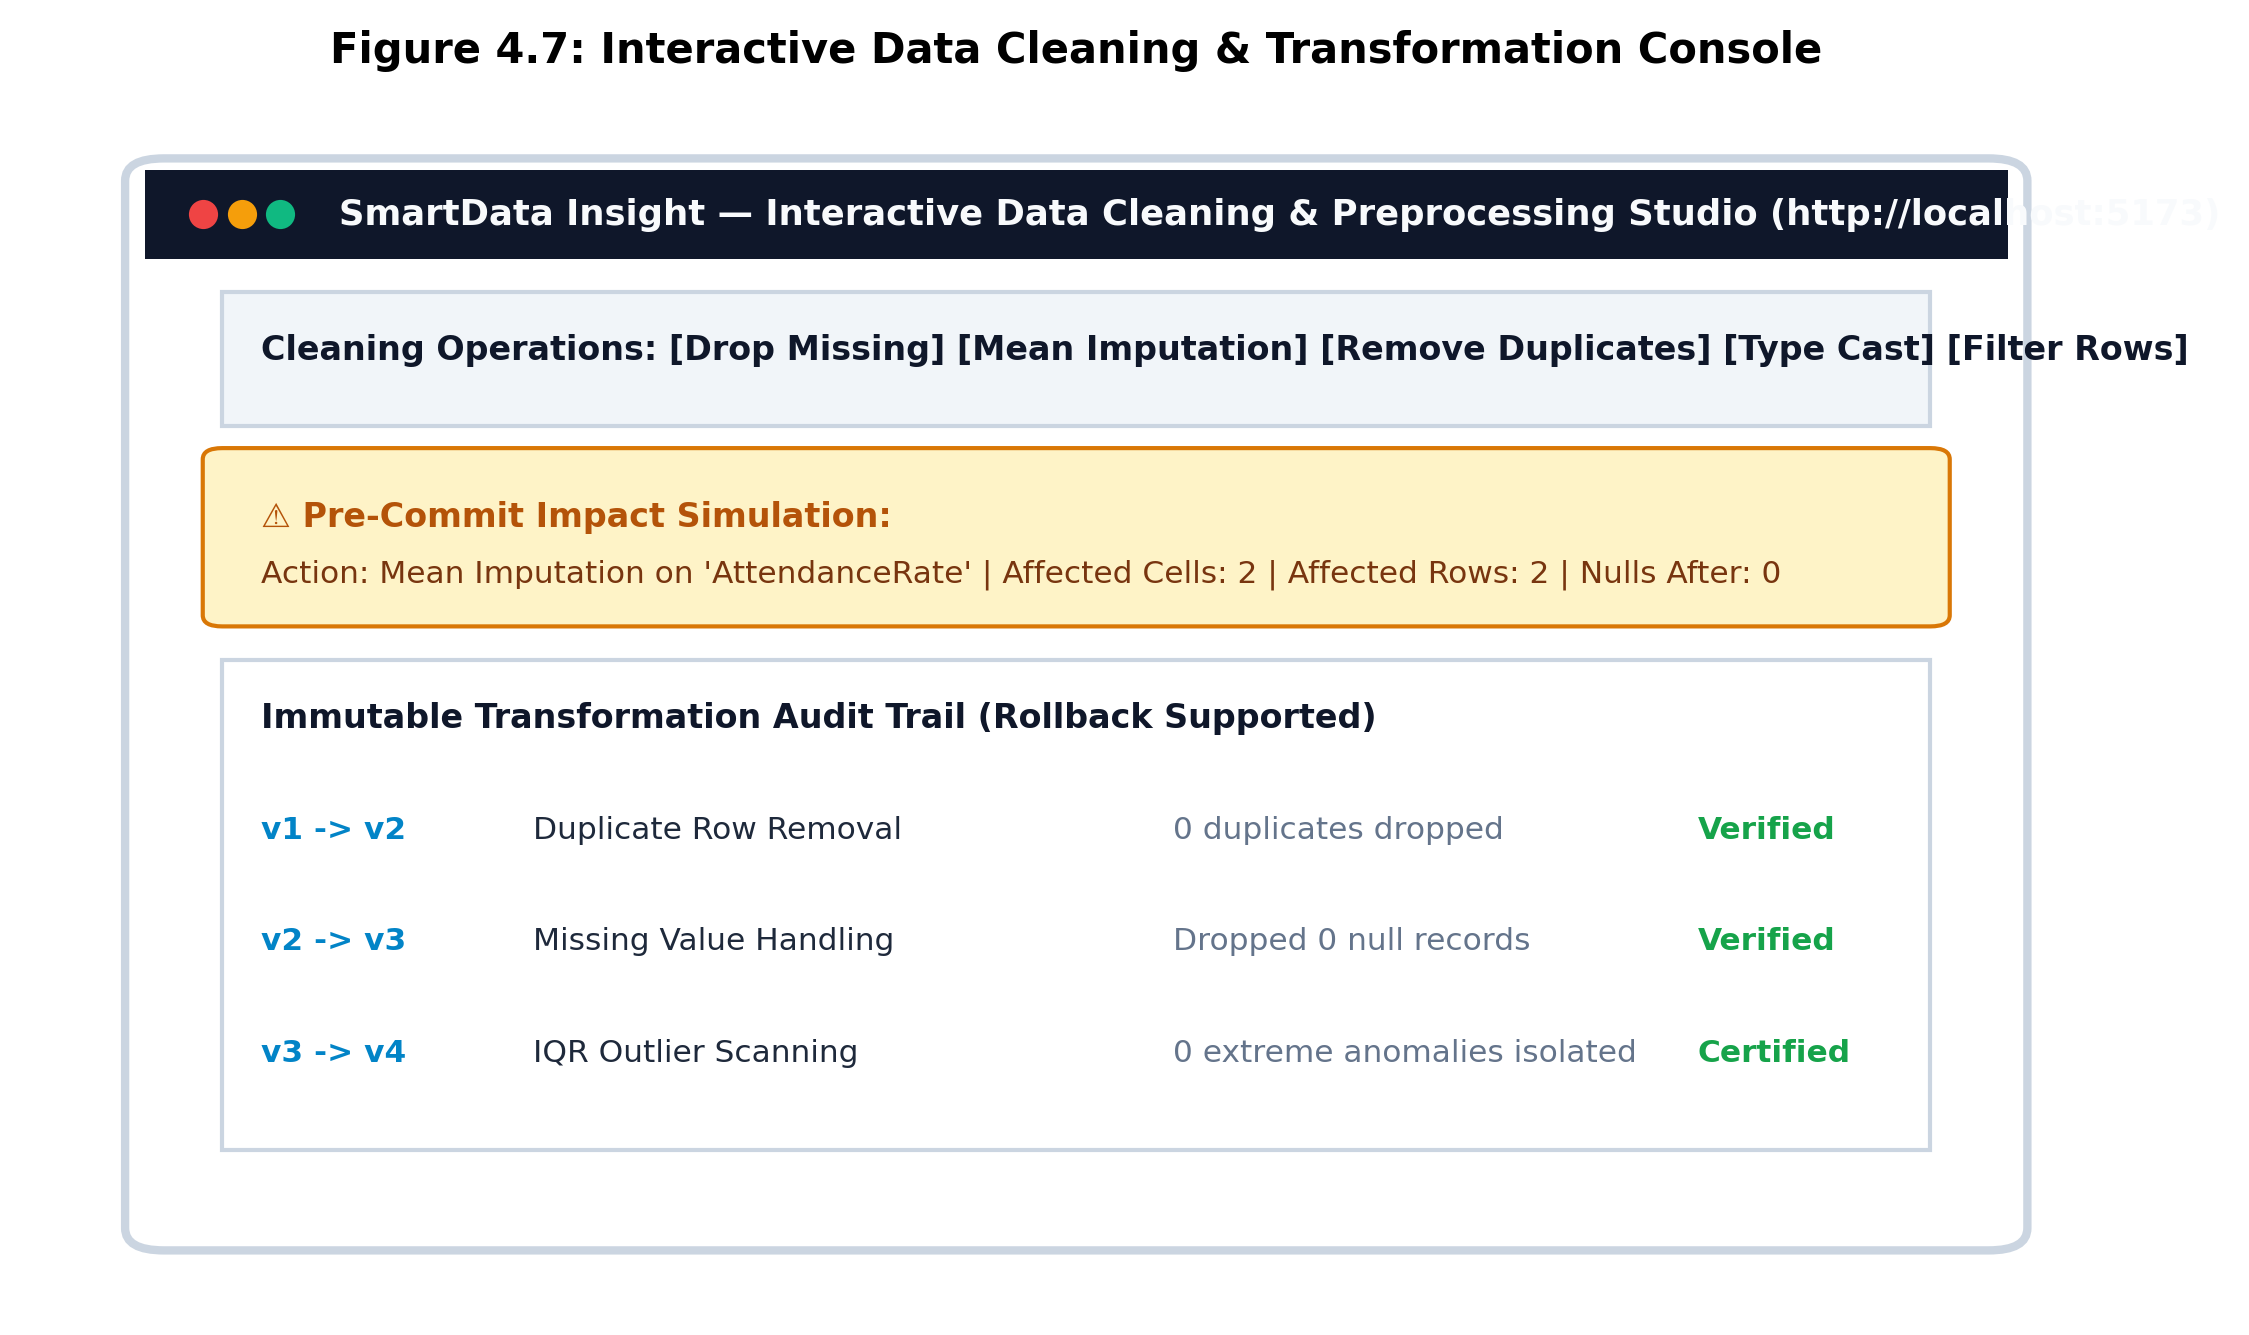 Figure 4.7: Interactive Data Cleaning & Transformation Console
SmartData Insight — Interactive Data Cleaning & Preprocessing Studio (http://localhost:5173)
Cleaning Operations: [Drop Missing] [Mean Imputation] [Remove Duplicates] [Type Cast] [Filter Rows]
⚠ Pre-Commit Impact Simulation:
Action: Mean Imputation on 'AttendanceRate' | Affected Cells: 2 | Affected Rows: 2 | Nulls After: 0
Immutable Transformation Audit Trail (Rollback Supported)
v1 -> v2 Duplicate Row Removal 0 duplicates dropped Verified
v2 -> v3 Missing Value Handling Dropped 0 null records Verified
v3 -> v4 IQR Outlier Scanning 0 extreme anomalies isolated Certified